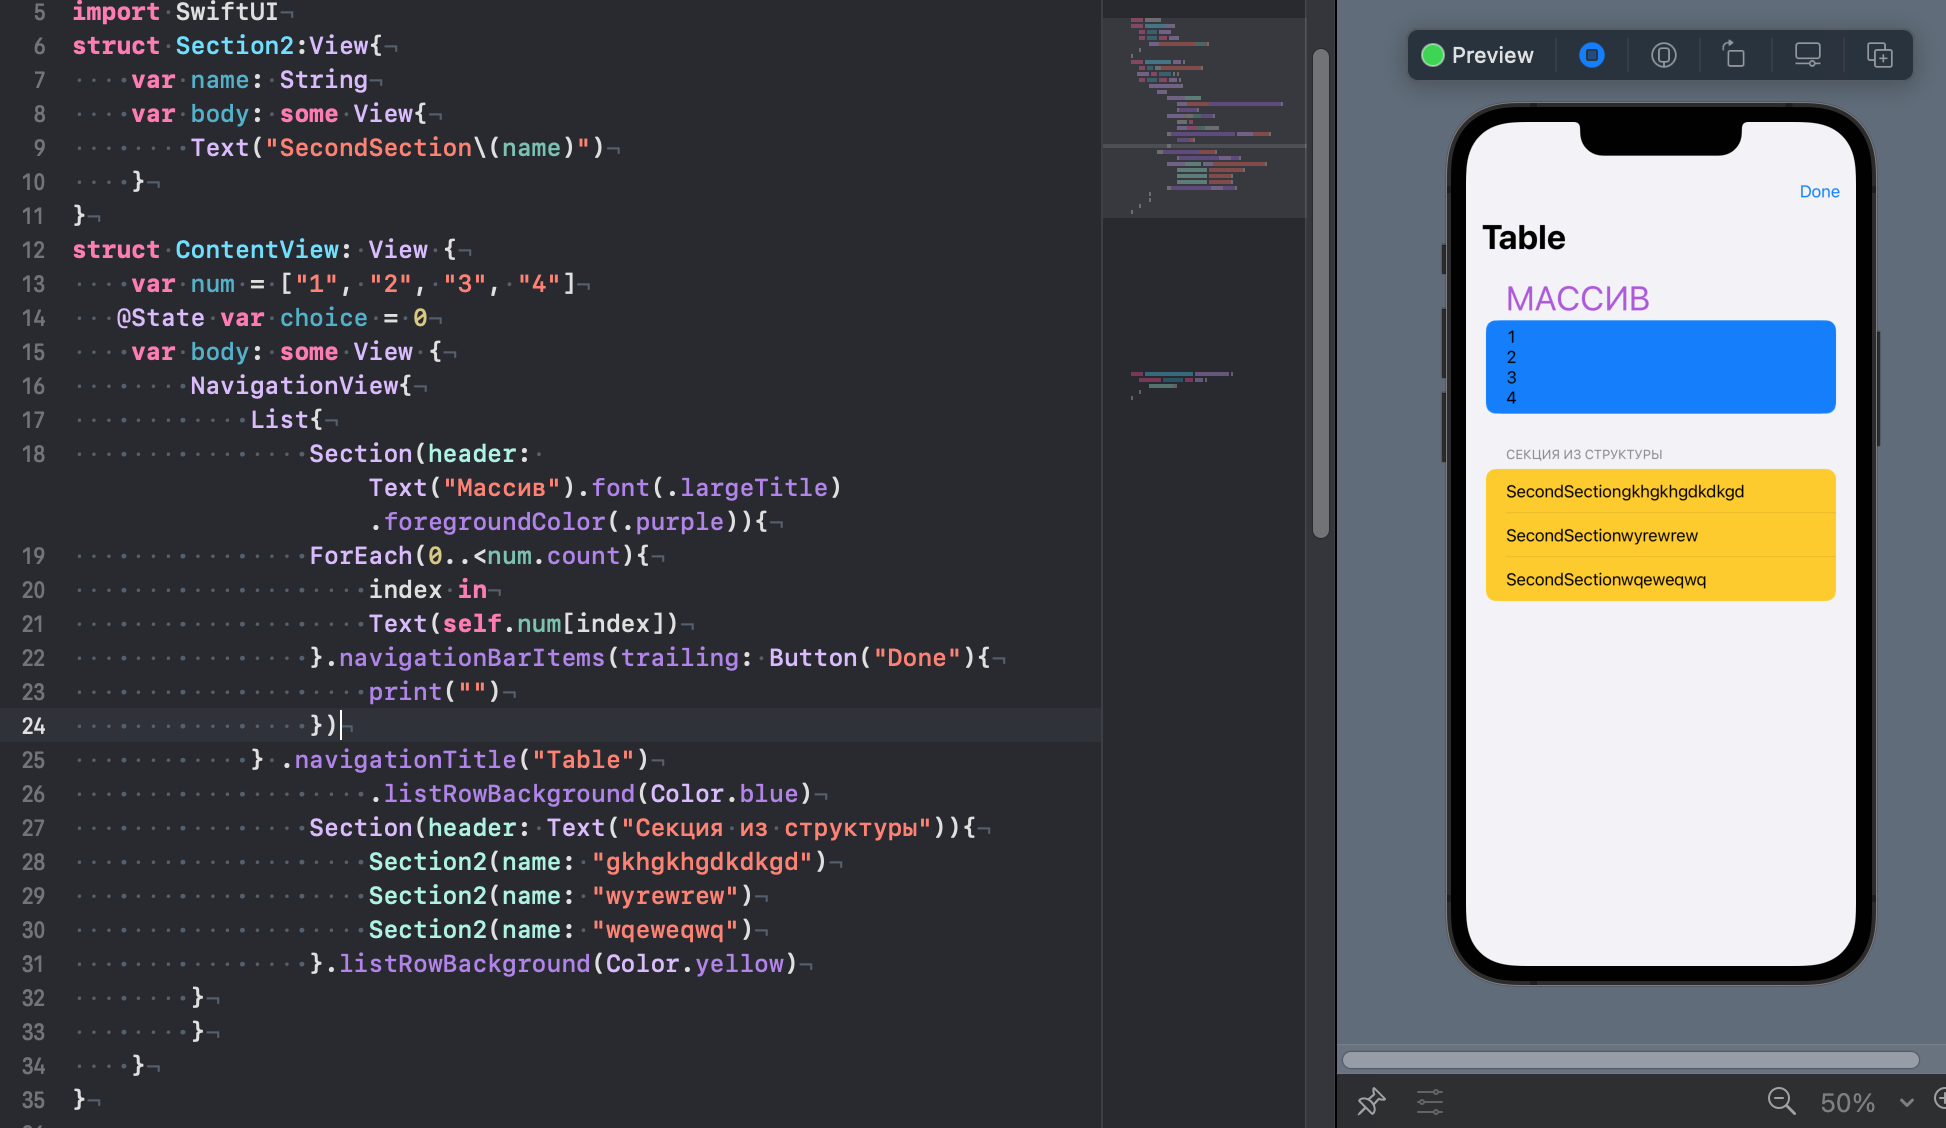 5 import SwiftUI
6 struct Section2:View{
7 var name: String
8 var body: some View{
9 Text("SecondSection\(name)")
10 }
11 }
12 struct ContentView: View {
13 var num = ["1", "2", "3", "4"]
14 @State var choice = 0
15 var body: some View {
16 NavigationView{
17 List{
18 Section(header:
Text("Массив").font(.largeTitle)
.foregroundColor(.purple)){
19 ForEach(0..<num.count){
20 index in
21 Text(self.num[index])
22 }.navigationBarItems(trailing: Button("Done"){
23 print("")
24 })
25 } .navigationTitle("Table")
26 .listRowBackground(Color.blue)
27 Section(header: Text("Секция из структуры")){
28 Section2(name: "gkhgkhgdkdkgd")
29 Section2(name: "wyrewrew")
30 Section2(name: "wqeweqwq")
31 }.listRowBackground(Color.yellow)
32 }
33 }
34 }
35 }
Preview
Done
Table
МАССИВ
1
2
3
4
СЕКЦИЯ ИЗ СТРУКТУРЫ
SecondSectiongkhgkhgdkdkgd
SecondSectionwyrewrew
SecondSectionwqeweqwq
50%